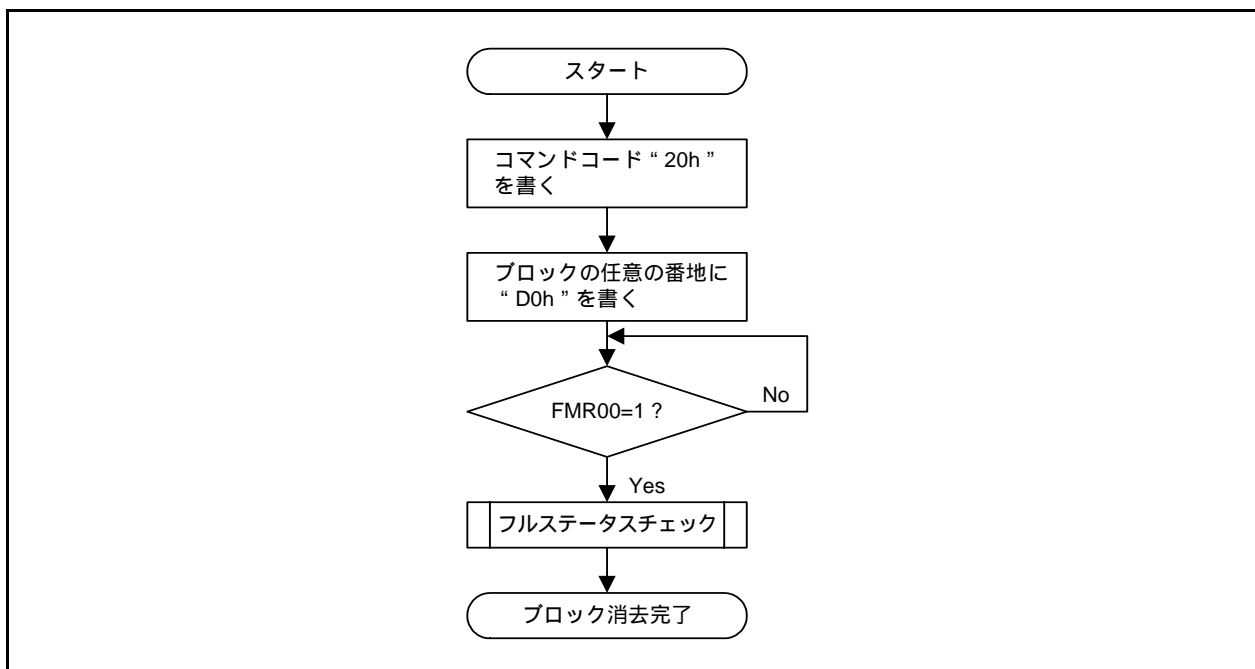 スタート
コマンドコード“ 20h ”
を書く
ブロックの任意の番地に
“ D0h ” を書く
FMR00=1 ?
No
Yes
フルステータスチェック
ブロック消去完了